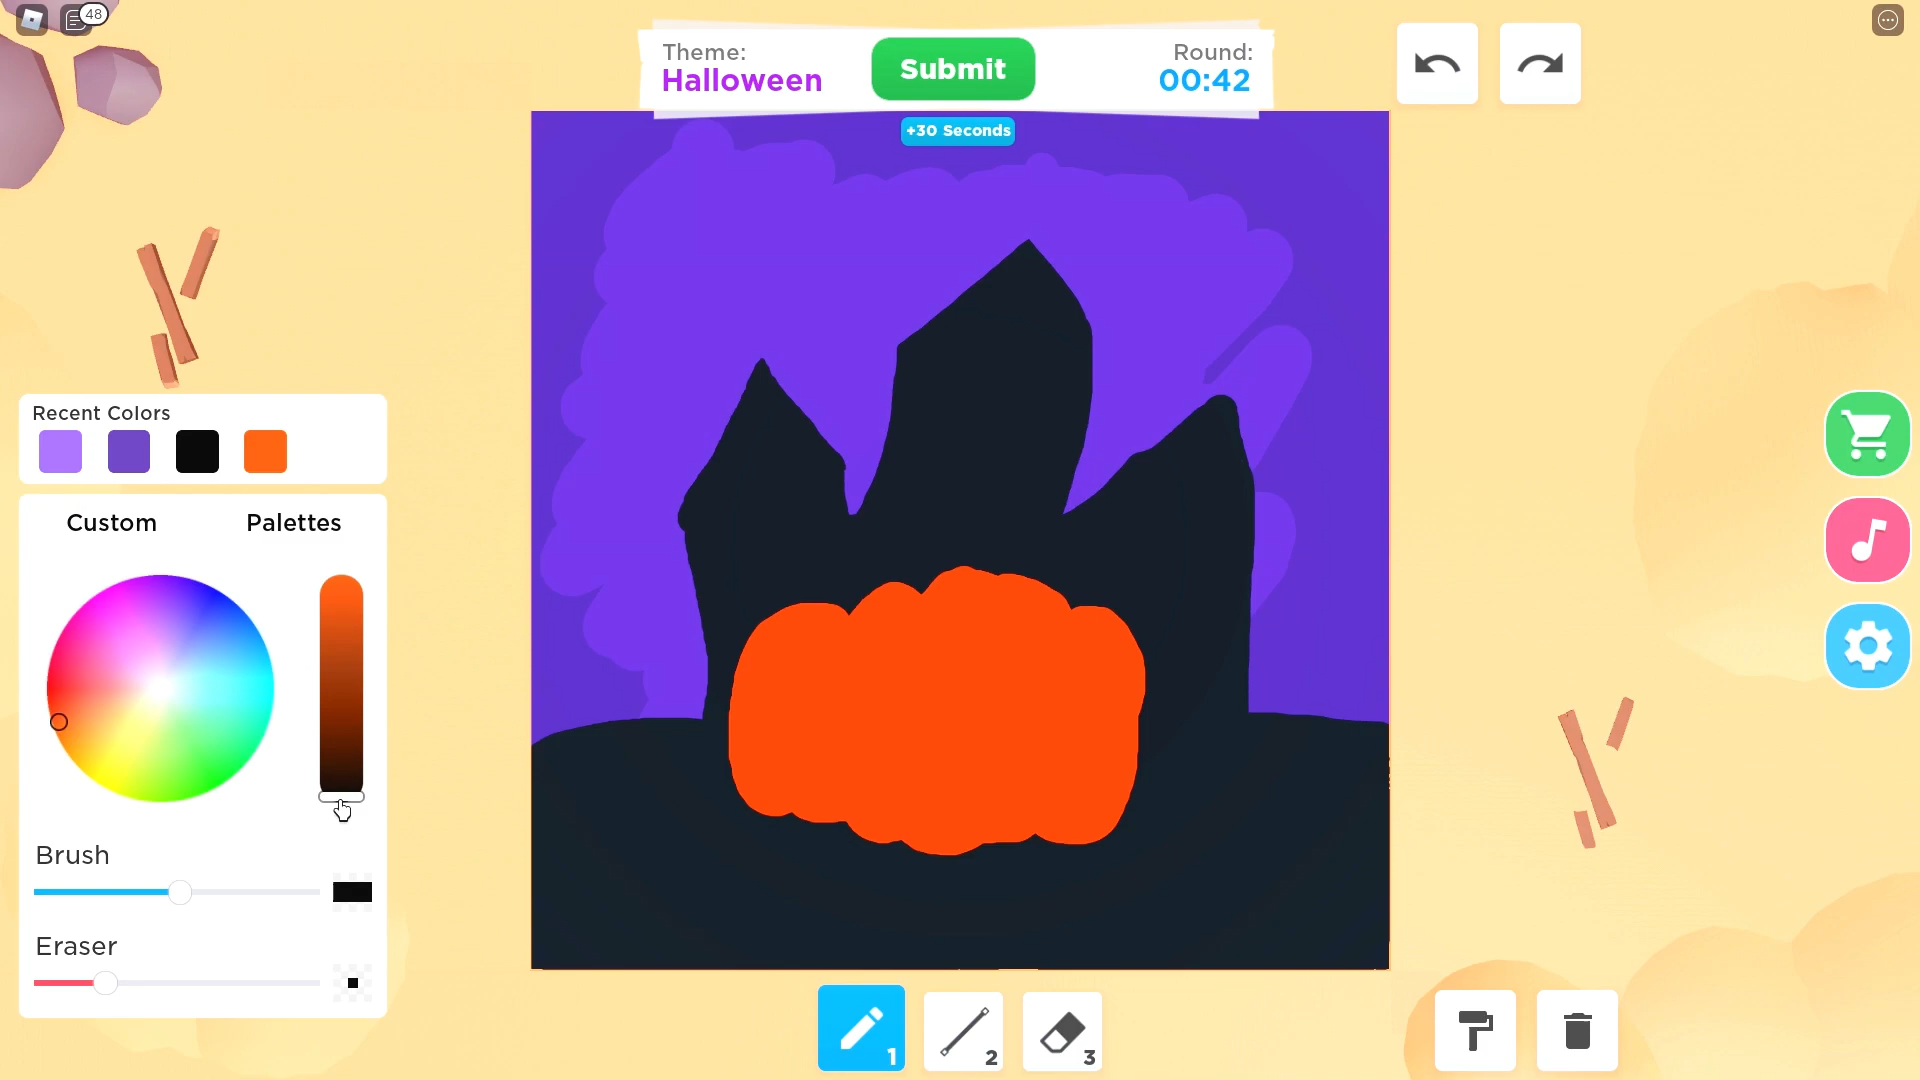 48
Theme:
Halloween
Submit
Round:
00:42
+30 Seconds
Recent Colors
Custom
Palettes
Brush
Eraser
1
2
3